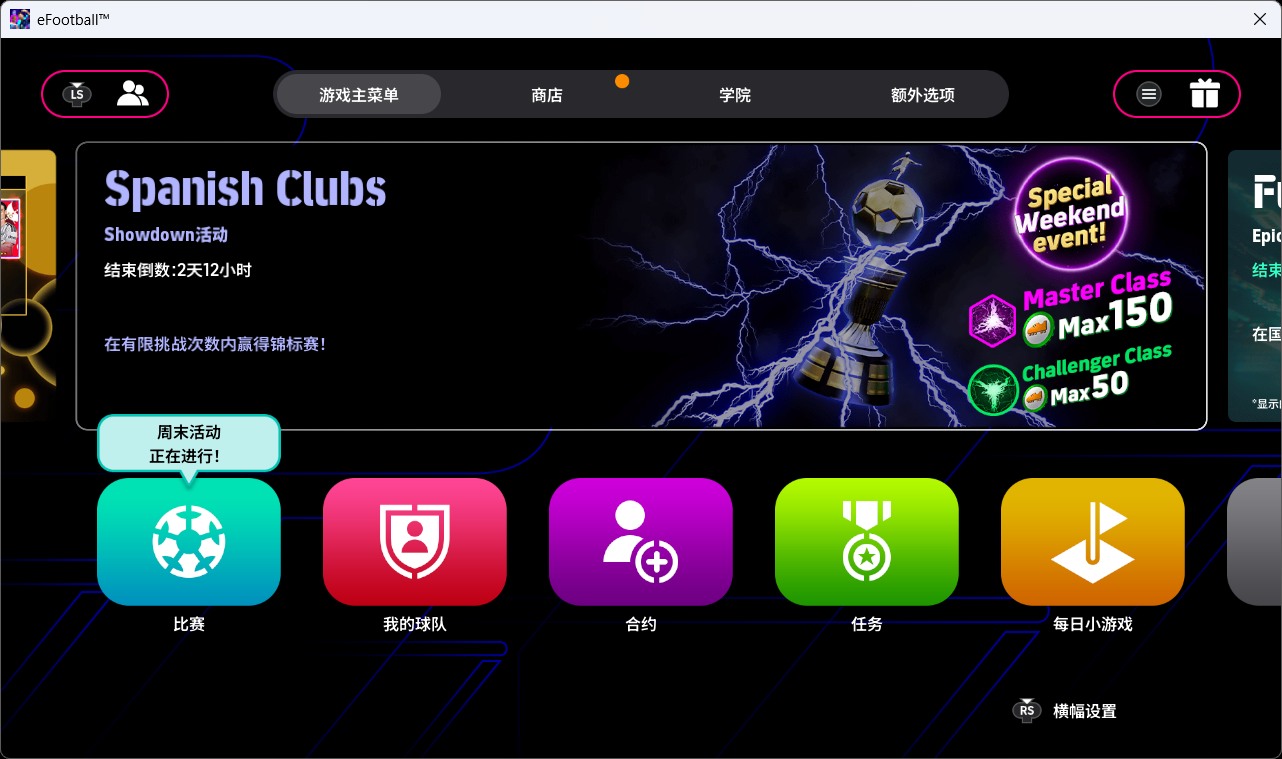 eFootball™
LS
游戏主菜单
商店
学院
额外选项
Spanish Clubs
Showdown活动
结束倒数:2天12小时
在有限挑战次数内赢得锦标赛!
Special
Weekend
event!
Master Class
Max150
Challenger Class
Max50
Epic
结束
在国
*显示
周末活动
正在进行!
比赛
我的球队
合约
任务
每日小游戏
RS
横幅设置